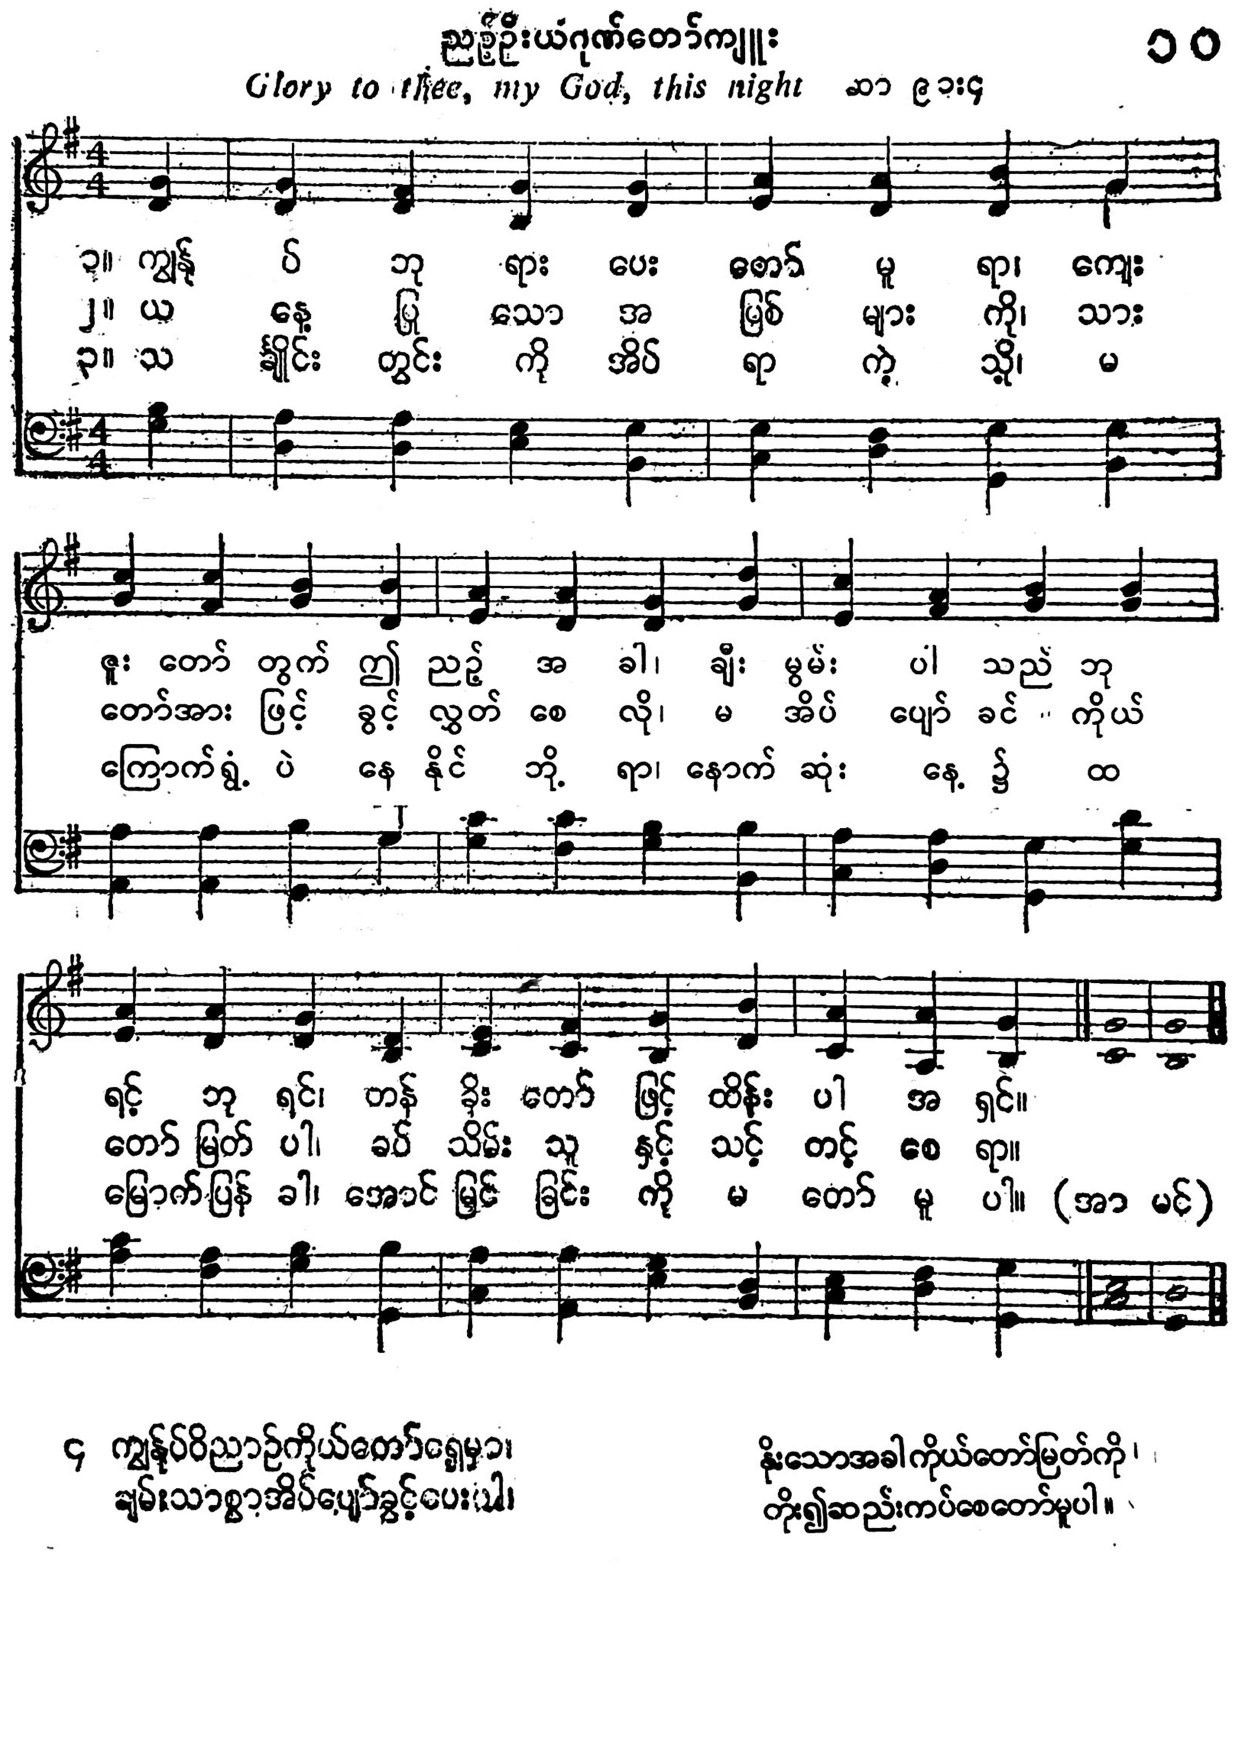 ညဉ့်ဦးယံဂုဏ်တော်ကျူး
၁၀
Glory to thee, my God, this night ဆာ ၉၁း၄
၁။ ကျွန်ုပ် ဘု ရား ပေး တော် မူ ရာ၊ ကျေး
၂။ ယ နေ့ ပြု သော အ မြစ် များ ကို၊ သား
၃။ သ င်္ချိုင်း တွင်း ကို အိပ် ရာ ကဲ့ သို့၊ မ
ဇူး တော် တွက် ဤ ညဉ့် အ ခါ၊ ချီး မွမ်း ပါ သည် ဘု
တော်အား ဖြင့် ခွင့် လွှတ် စေ လို၊ မ အိပ် ပျော် ခင် ကိုယ်
ကြောက်ရွံ့ ပဲ နေ နိုင် ဘို့ ရာ၊ နောက် ဆုံး နေ့ ၌ ထ
ရင့် ဘု ရင်၊ တန် ခိုး တော် ဖြင့် ထိန်း ပါ အ ရှင်။
တော် မြတ် ပါ၊ ခပ် သိမ်း သူ နှင့် သင့် တင့် စေ ရာ။
မြောက်ပြန် ခါ၊ အောင် မြင် ခြင်း ကို မ တော် မူ ပါ။ (အာ မင်)
၄ ကျွန်ုပ်ဝိညာဉ်ကိုယ်တော်ရှေ့မှာ၊
ချမ်းသာစွာအိပ်ပျော်ခွင့်ပေးပါ၊
နိုးသောအခါကိုယ်တော်မြတ်ကို၊
တိုး၍ဆည်းကပ်စေတော်မူပါ။